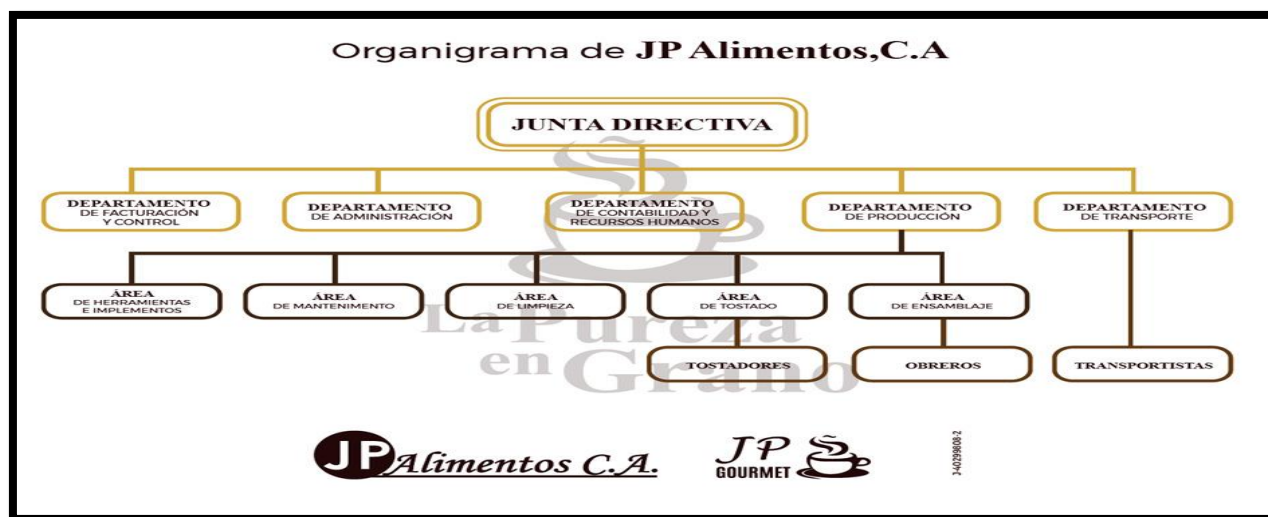 Organigrama de JP Alimentos,C.A
JUNTA DIRECTIVA
DEPARTAMENTO
DE FACTURACIÓN
Y CONTROL
DEPARTAMENTO
DE ADMINISTRACIÓN
DEPARTAMENTO
DE CONTABILIDAD Y
RECURSOS HUMANOS
DEPARTAMENTO
DE PRODUCCIÓN
DEPARTAMENTO
DE TRANSPORTE
ÁREA
DE HERRAMIENTAS
E IMPLEMENTOS
ÁREA
DE MANTENIMENTO
ÁREA
DE LIMPIEZA
ÁREA
DE TOSTADO
ÁREA
DE ENSAMBLAJE
La Pureza
en Grano
TOSTADORES
OBREROS
TRANSPORTISTAS
JP Alimentos C.A.
JP
GOURMET
J-40299808-2